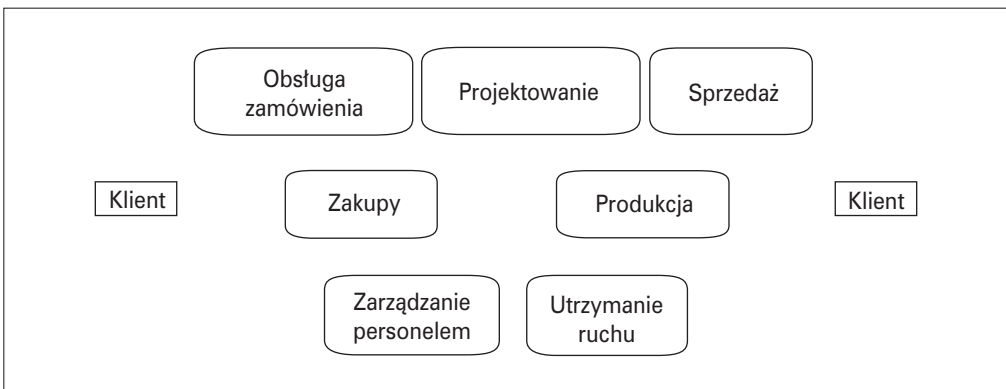 Obsługa
zamówienia
Projektowanie
Sprzedaż
Klient
Zakupy
Produkcja
Klient
Zarządzanie
personelem
Utrzymanie
ruchu